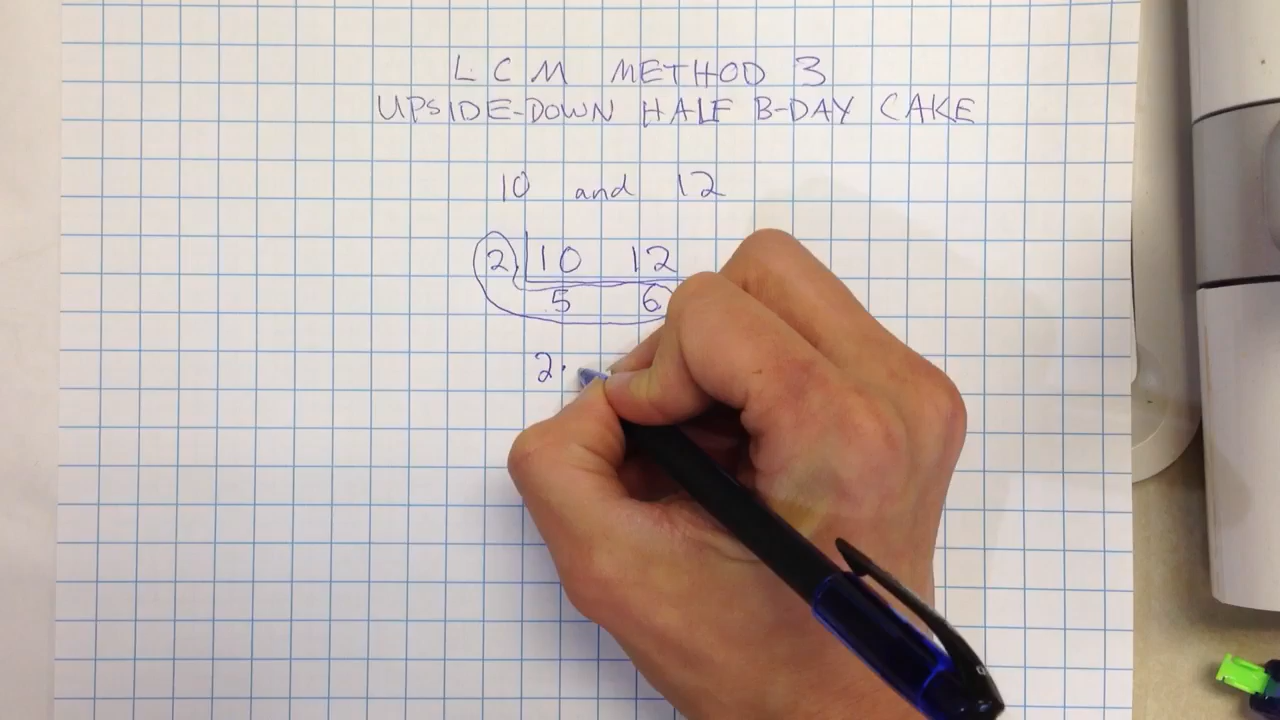 LCM METHOD 3
UPSIDE-DOWN HALF B-DAY CAKE
10 and 12
2 10 12
5 6
2·